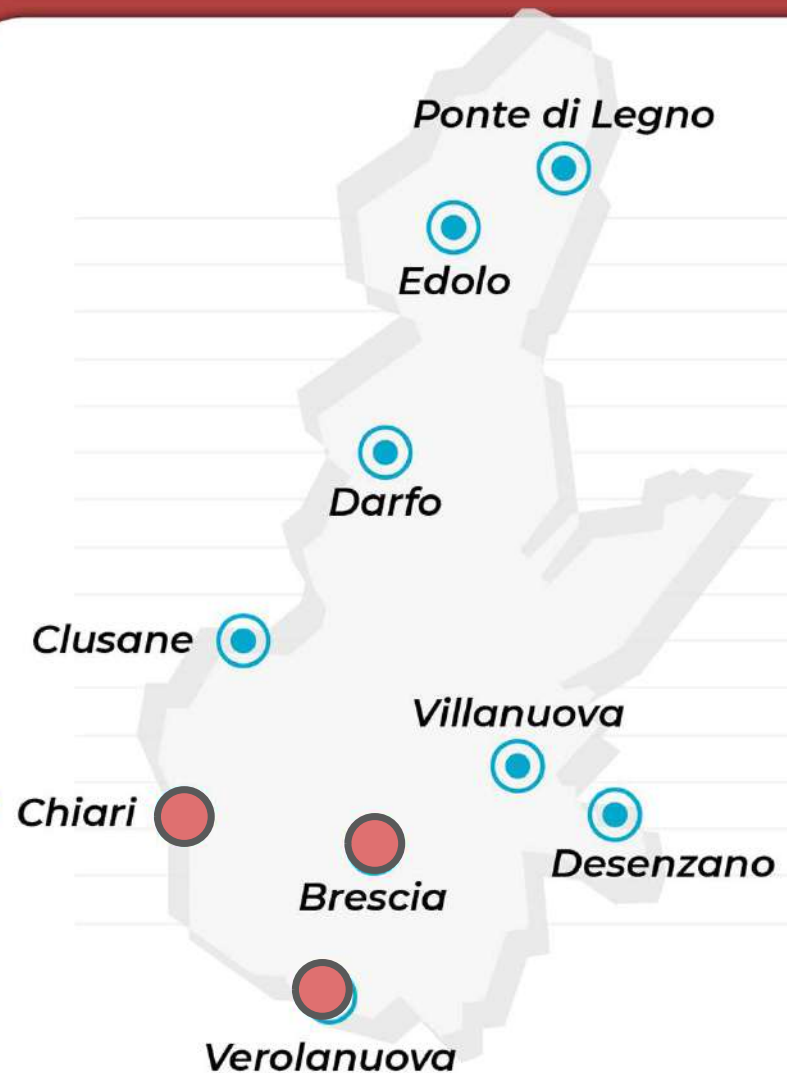 Ponte di Legno
Edolo
Darfo
Clusane
Villanuova
Chiari
Desenzano
Brescia
Verolanuova